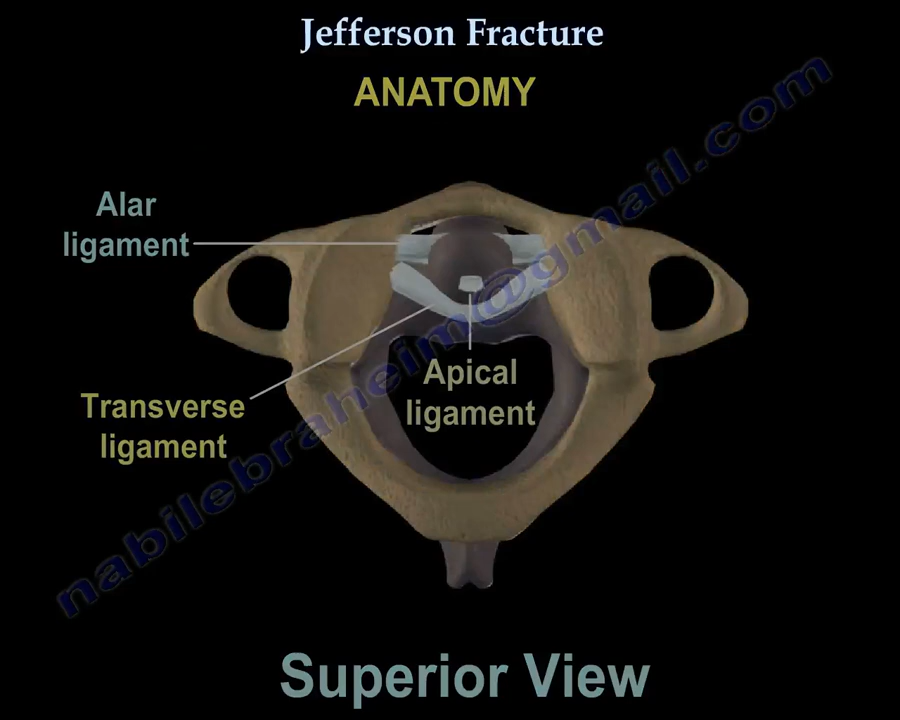 Jefferson Fracture
ANATOMY
Alar
ligament
Transverse
ligament
Apical
ligament
nabilebraheim@gmail.com
Superior View